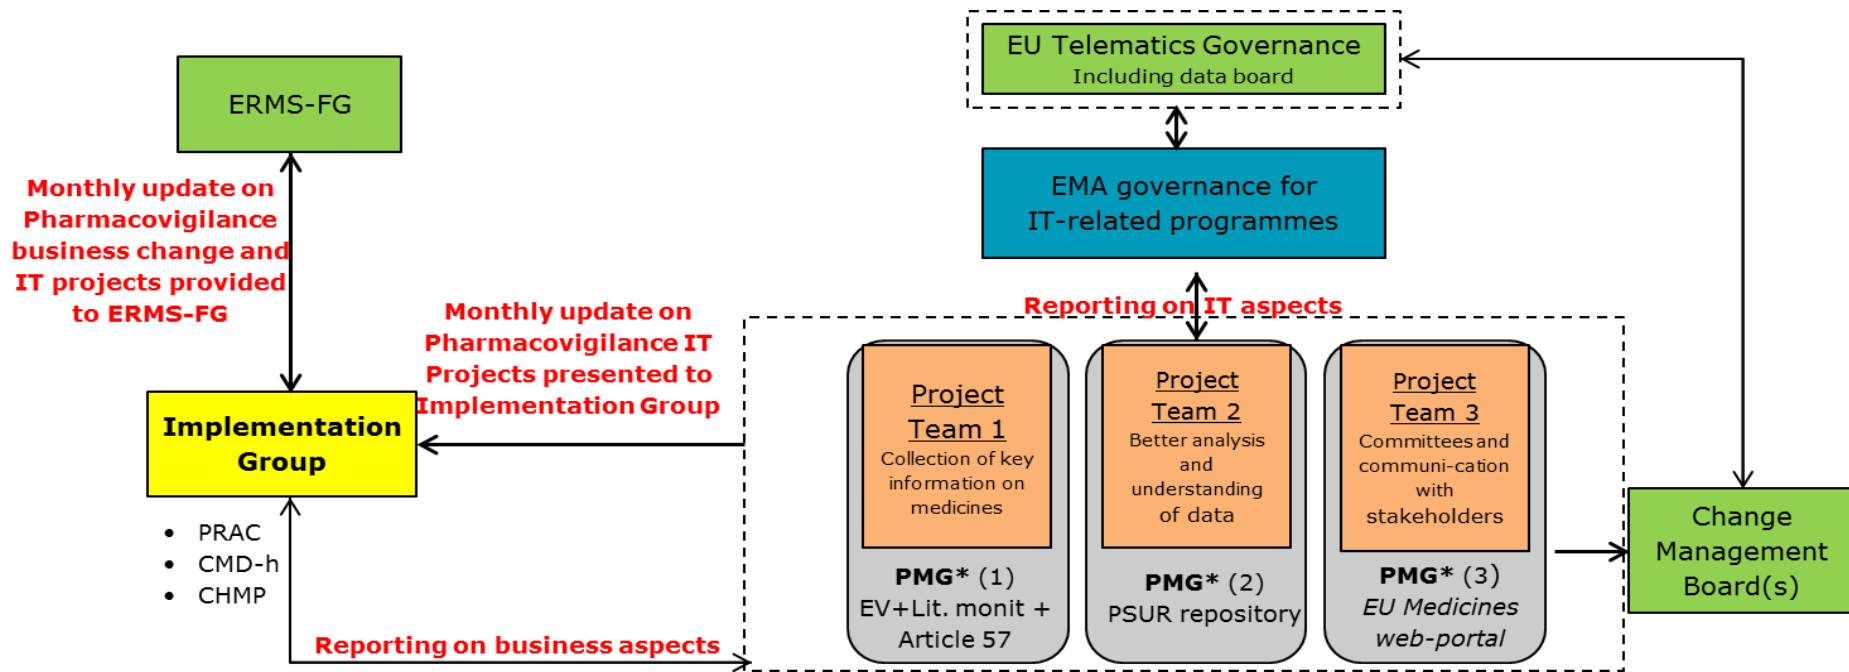 EU Telematics Governance
Including data board
ERMS-FG
Monthly update on
Pharmacovigilance
business change and
IT projects provided
to ERMS-FG
EMA governance for
IT-related programmes
Reporting on IT aspects
Monthly update on
Pharmacovigilance IT
Projects presented to
Implementation Group
Implementation
Group
• PRAC
• CMD-h
• CHMP
Reporting on business aspects
Project
Team 1
Collection of key
information on
medicines
PMG* (1)
EV+Lit. monit +
Article 57
Project
Team 2
Better analysis
and
understanding
of data
PMG* (2)
PSUR repository
Project
Team 3
Committees and
communi-cation
with
stakeholders
PMG* (3)
EU Medicines
web-portal
Change
Management
Board(s)